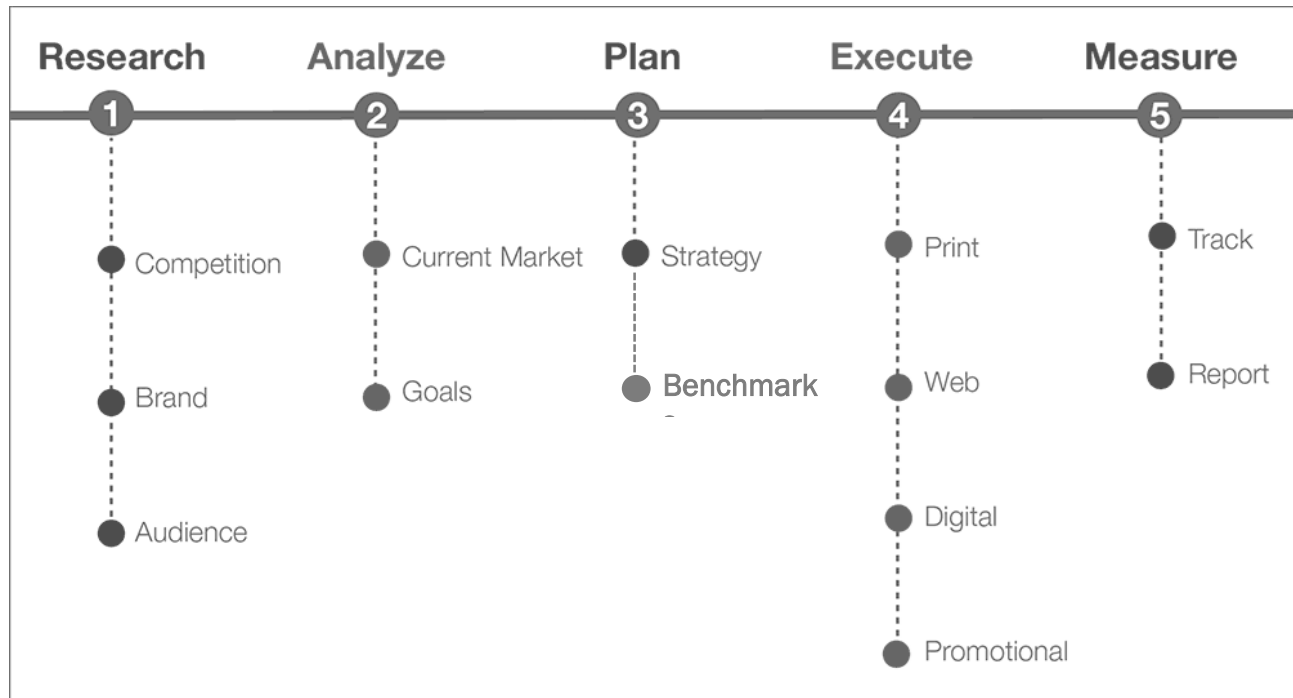 Research
Analyze
Plan
Execute
Measure
1
2
3
4
5
Competition
Brand
Audience
Current Market
Goals
Strategy
Benchmark
Print
Web
Digital
Promotional
Track
Report